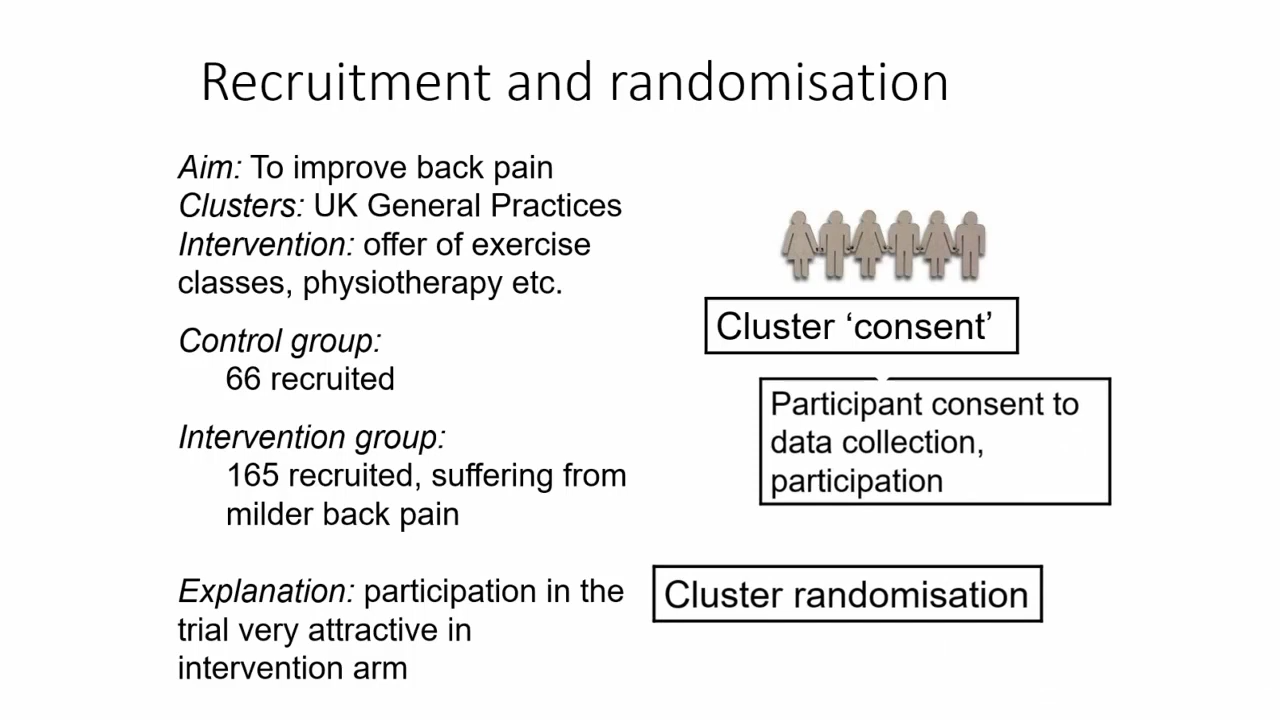 Recruitment and randomisation
Aim: To improve back pain
Clusters: UK General Practices
Intervention: offer of exercise
classes, physiotherapy etc.
Control group:
66 recruited
Intervention group:
165 recruited, suffering from
milder back pain
Explanation: participation in the
trial very attractive in
intervention arm
Cluster ‘consent’
Participant consent to
data collection,
participation
Cluster randomisation